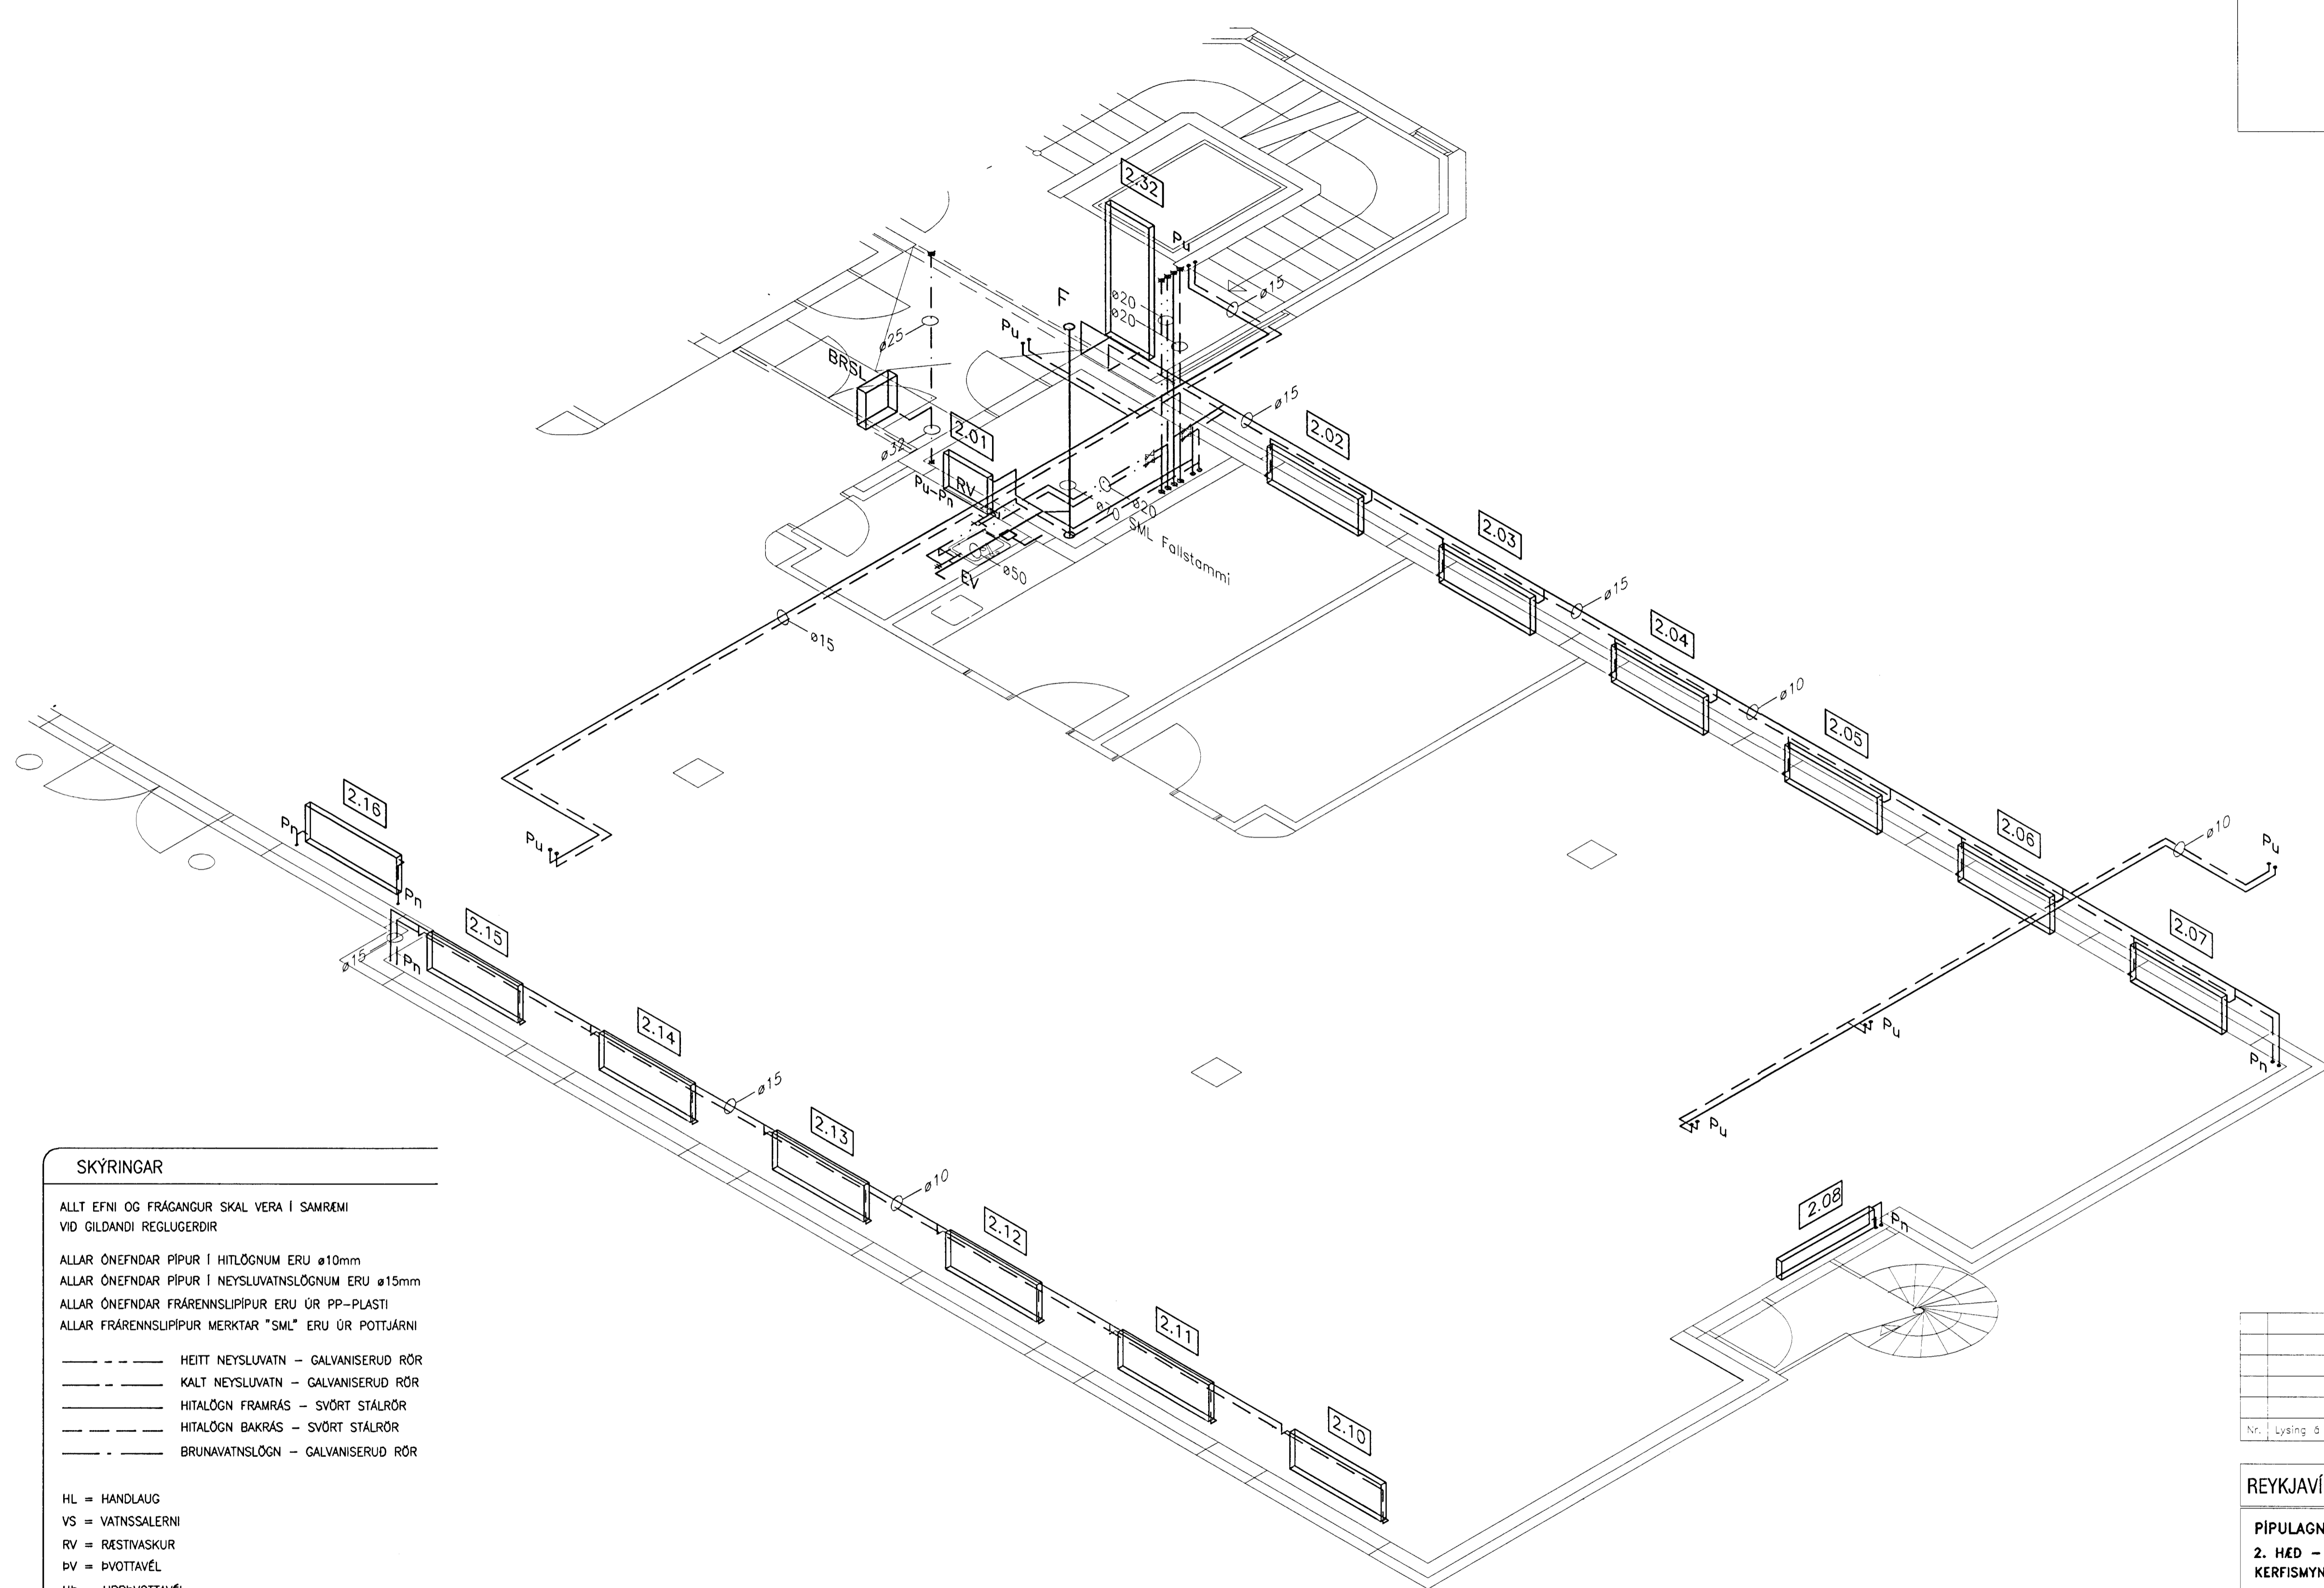 2.32
Pu
ø15
F
ø20
ø20
Pu
ø25
BRSL
ø32
2.01
RV
Pu-Pn
ø15
2.02
ø20
SML Fallstammi
ø50
EV
2.03
ø15
2.04
ø15
ø10
2.05
2.06
ø10
Pu
2.07
2.16
Pn
Pu
Pn
2.15
ø15
Pn
Pu
Pn
2.14
ø15
Pu
2.13
ø10
2.08
Pn
2.12
2.11
2.10
SKÝRINGAR
ALLT EFNI OG FRÁGANGUR SKAL VERA Í SAMRÆMI
VID GILDANDI REGLUGERDIR
ALLAR ÓNEFNDAR PÍPUR Í HITLÖGNUM ERU ø10mm
ALLAR ÓNEFNDAR PÍPUR Í NEYSLUVATNSLÖGNUM ERU ø15mm
ALLAR ÓNEFNDAR FRÁRENNSLIPÍPUR ERU ÚR PP-PLASTI
ALLAR FRÁRENNSLIPÍPUR MERKTAR "SML" ERU ÚR POTTJÁRNI
HEITT NEYSLUVATN - GALVANISERUD RÖR
KALT NEYSLUVATN - GALVANISERUD RÖR
HITALÖGN FRAMRÁS - SVÖRT STÁLRÖR
HITALÖGN BAKRÁS - SVÖRT STÁLRÖR
BRUNAVATNSLÖGN - GALVANISERUD RÖR
HL = HANDLAUG
VS = VATNSSALERNI
RV = RÆSTIVASKUR
ÞV = ÞVOTTAVÉL
Nr. Lysing á
REYKJAVÍ
PÍPULAGN
2. HÆD -
KERFISMYN